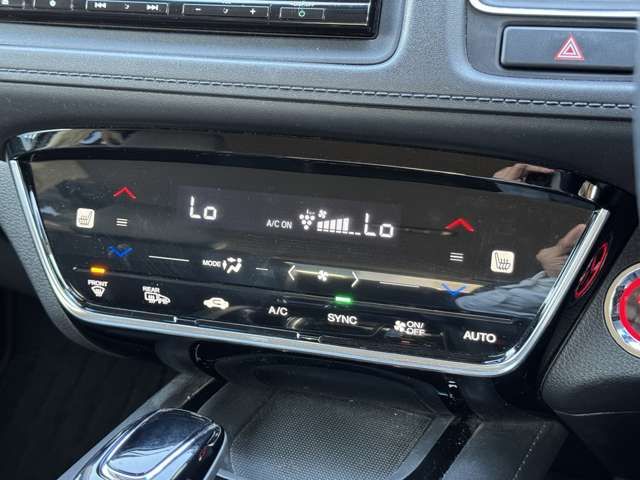 Lo
A/C ON
Lo
MODE
FRONT
REAR
A/C
SYNC
ON/
OFF
AUTO